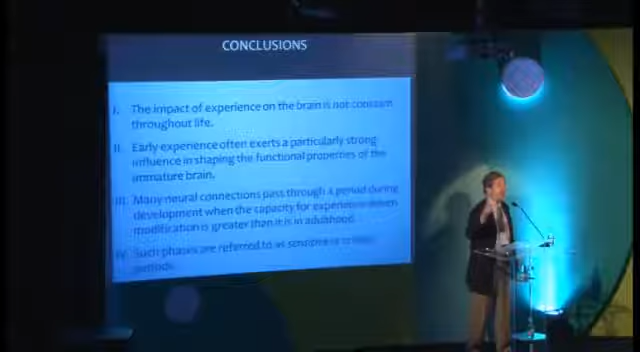 CONCLUSIONS
I. The impact of experience on the brain is not constant
throughout life.
II. Early experience often exerts a particularly strong
influence in shaping the functional properties of the
immature brain.
III. Many neural connections pass through a period during
development when the capacity for experience-driven
modification is greater than it is in adulthood.
IV. Such phases are referred to as sensitive or critical
periods.